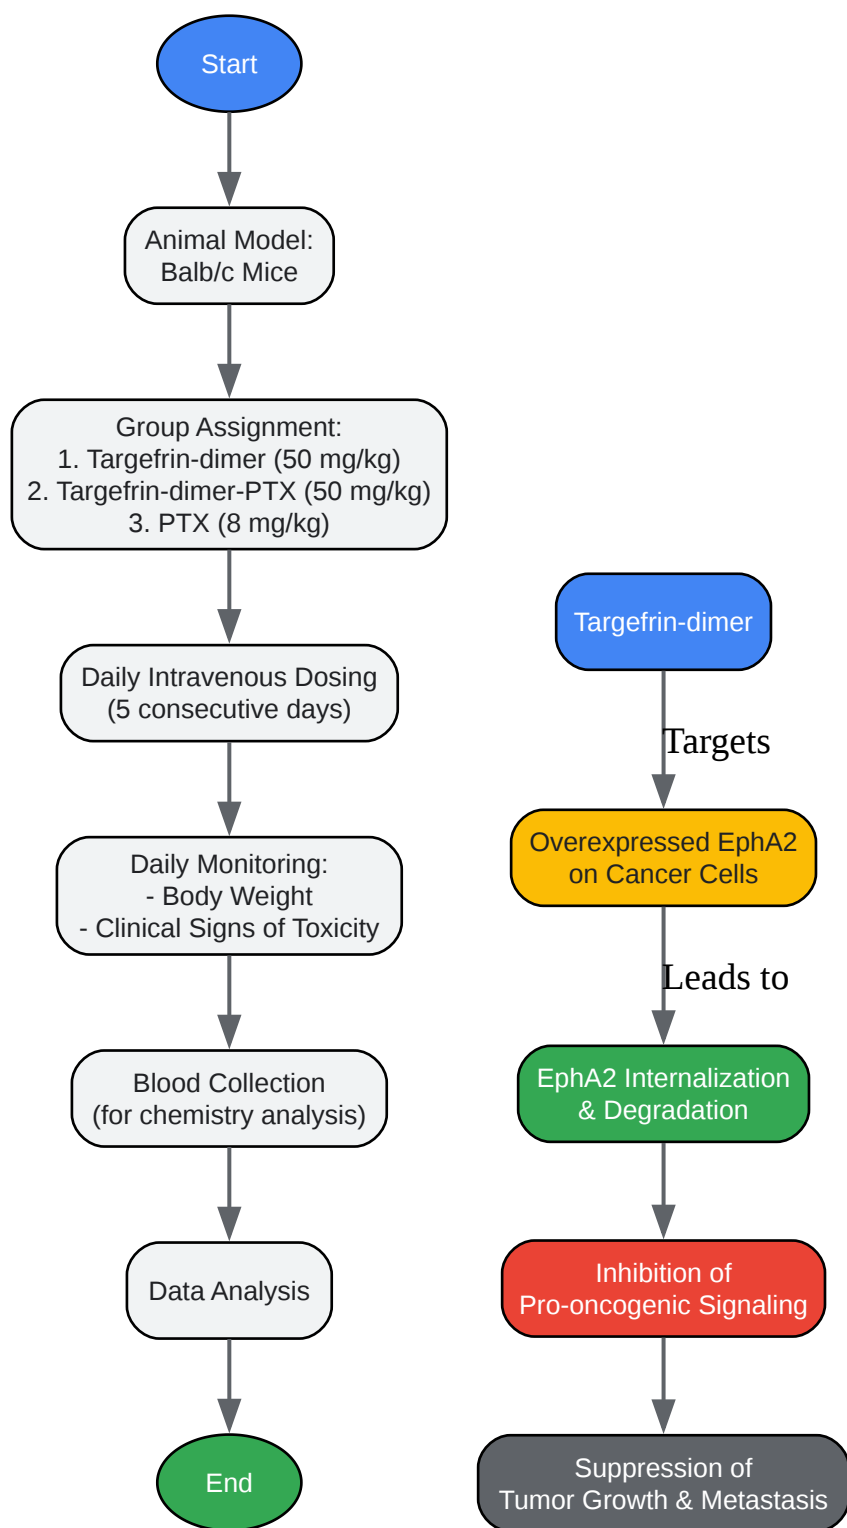 Start
Animal Model:
Balb/c Mice
Group Assignment:
1. Targefrin-dimer (50 mg/kg)
2. Targefrin-dimer-PTX (50 mg/kg)
3. PTX (8 mg/kg)
Daily Intravenous Dosing
(5 consecutive days)
Daily Monitoring:
- Body Weight
- Clinical Signs of Toxicity
Blood Collection
(for chemistry analysis)
Data Analysis
End
Targefrin-dimer
Targets
Overexpressed EphA2
on Cancer Cells
Leads to
EphA2 Internalization
& Degradation
Inhibition of
Pro-oncogenic Signaling
Suppression of
Tumor Growth & Metastasis